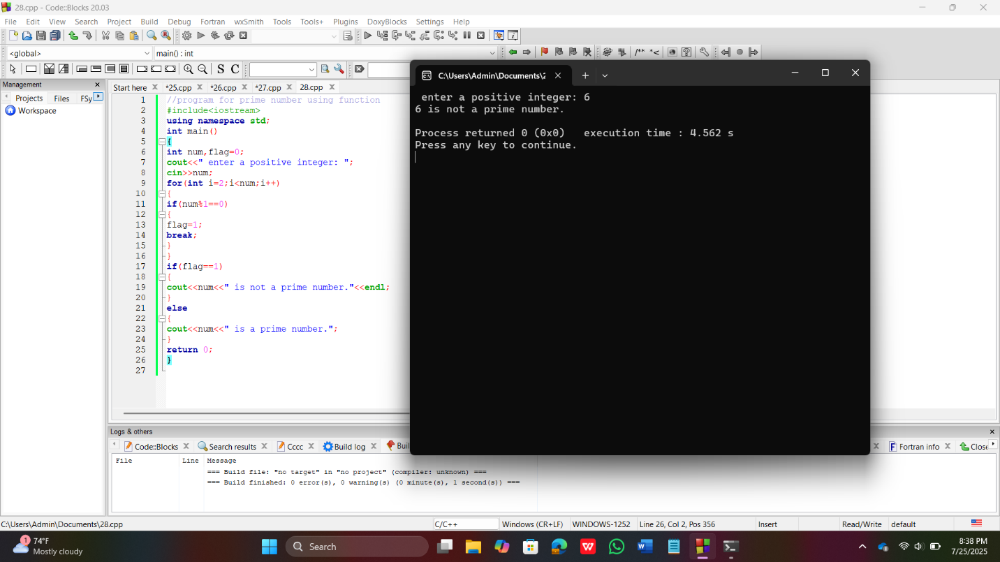 28.cpp - Code::Blocks 20.03
File Edit View Search Project Build Debug Fortran wxSmith Tools Tools+ Plugins DoxyBlocks Settings Help
<global> main() : int
/** *<
S C
Management
Projects Files FSy
Workspace
Start here *25.cpp *26.cpp *27.cpp 28.cpp
1 //program for prime number using function
2 #include<iostream>
3 using namespace std;
4 int main()
5 {
6 int num,flag=0;
7 cout<<" enter a positive integer: ";
8 cin>>num;
9 for(int i=2;i<num;i++)
10 {
11 if(num%1==0)
12 {
13 flag=1;
14 break;
15 }
16 }
17 if(flag==1)
18 {
19 cout<<num<<" is not a prime number."<<endl;
20 }
21 else
22 {
23 cout<<num<<" is a prime number.";
24 }
25 return 0;
26 }
27
C:\Users\Admin\Documents\2
enter a positive integer: 6
6 is not a prime number.
Process returned 0 (0x0) execution time : 4.562 s
Press any key to continue.
Logs & others
Code::Blocks Search results Cccc Build log Buil Fortran info Close
File Line Message
=== Build file: "no target" in "no project" (compiler: unknown) ===
=== Build finished: 0 error(s), 0 warning(s) (0 minute(s), 1 second(s)) ===
C:\Users\Admin\Documents\28.cpp C/C++ Windows (CR+LF) WINDOWS-1252 Line 26, Col 2, Pos 356 Insert Read/Write default
1 74°F
Mostly cloudy
Search
8:38 PM
7/25/2025